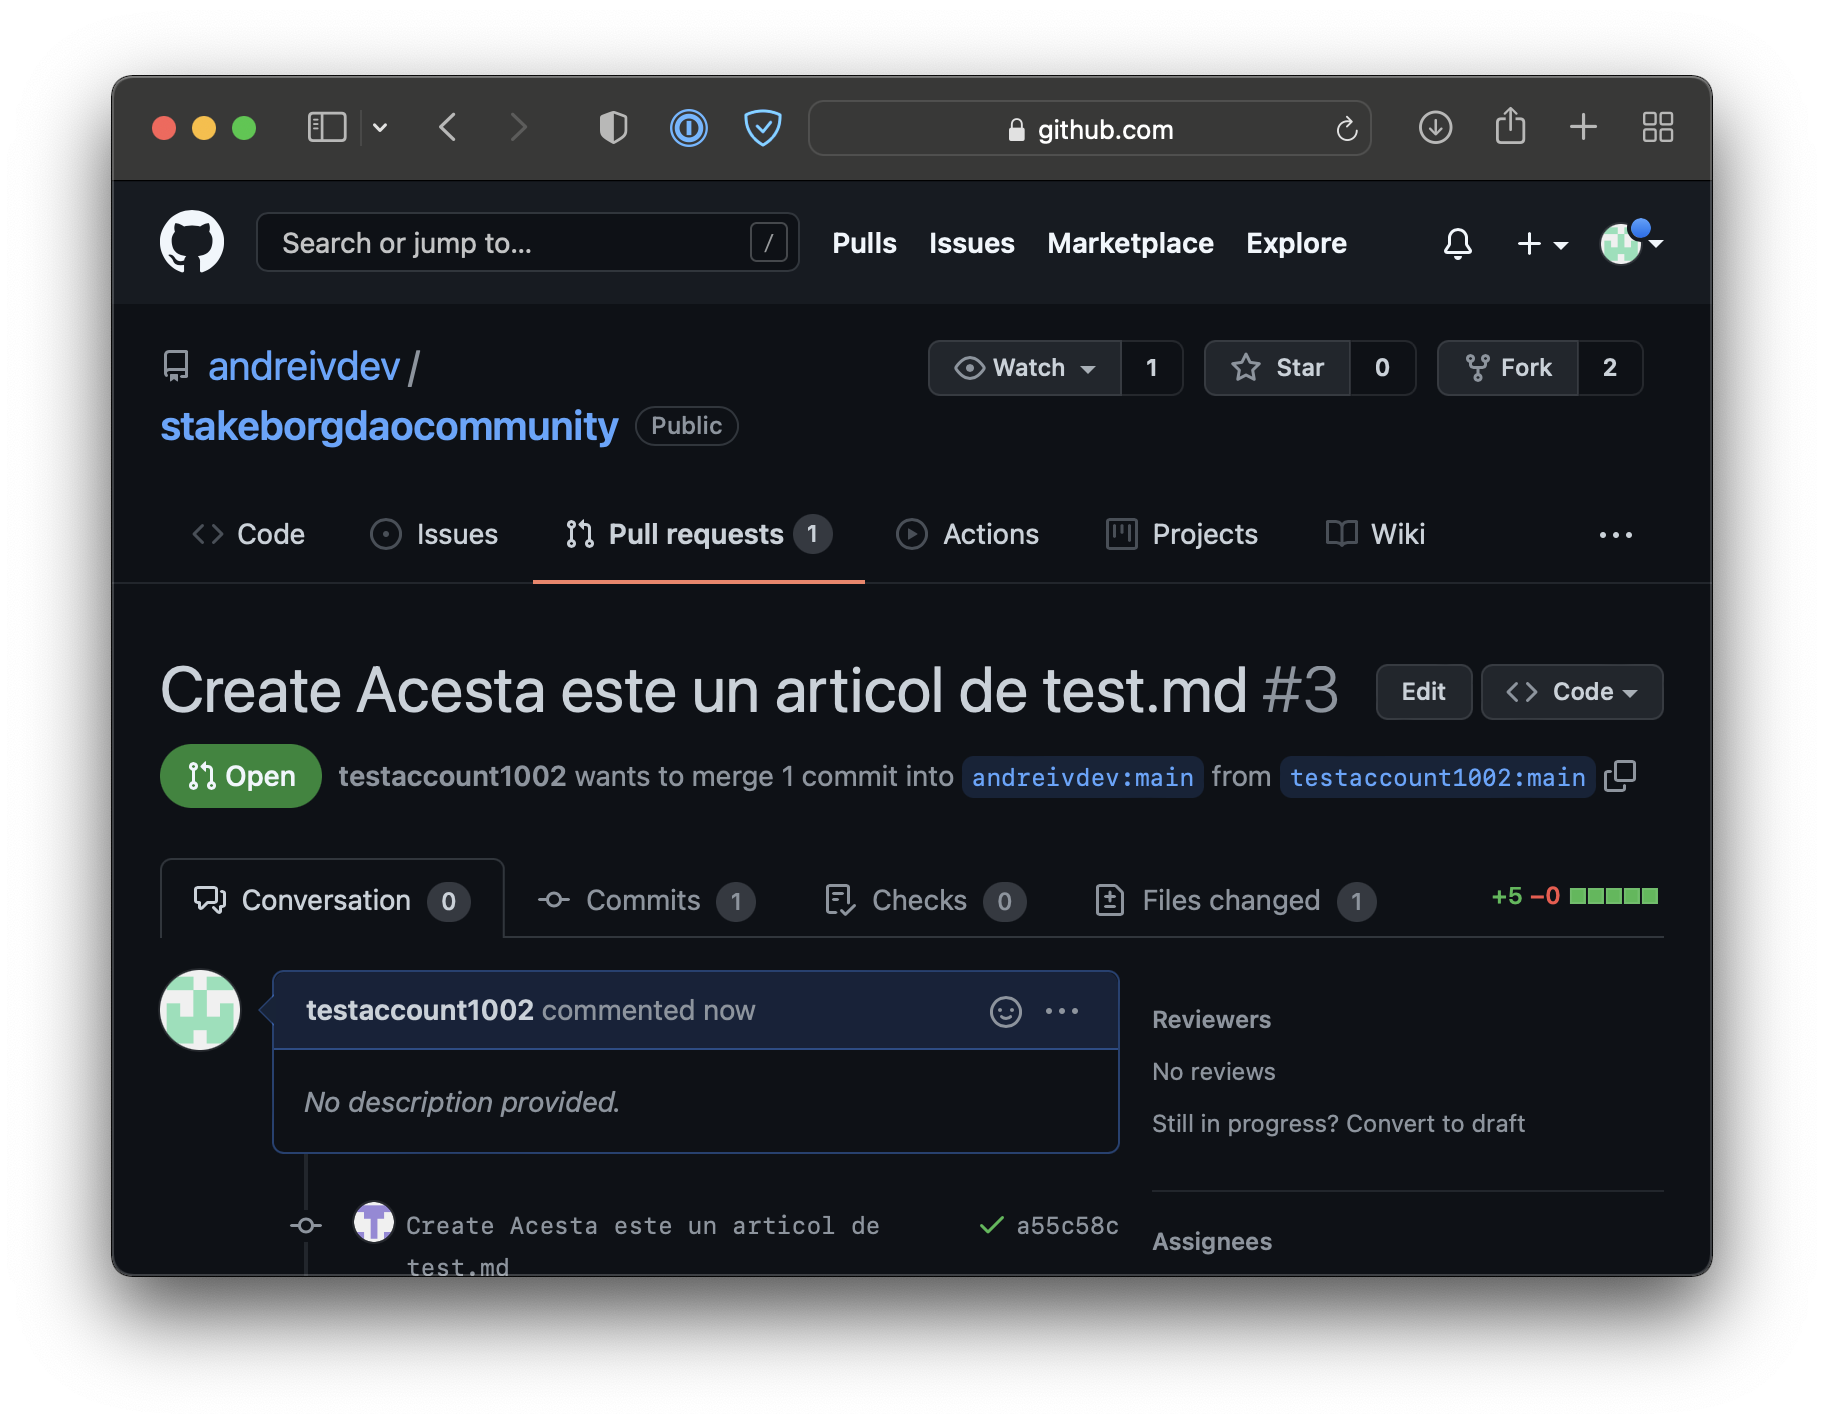 github.com
Search or jump to... /
Pulls Issues Marketplace Explore
andreivdev /
Watch 1 Star 0 Fork 2
stakeborgdaocommunity Public
Code Issues Pull requests 1 Actions Projects Wiki
Create Acesta este un articol de test.md #3 Edit Code
Open testaccount1002 wants to merge 1 commit into andreivdev:main from testaccount1002:main
Conversation 0 Commits 1 Checks 0 Files changed 1 +5 −0
testaccount1002 commented now
No description provided.
Reviewers
No reviews
Still in progress? Convert to draft
Create Acesta este un articol de a55c58c
test.md
Assignees